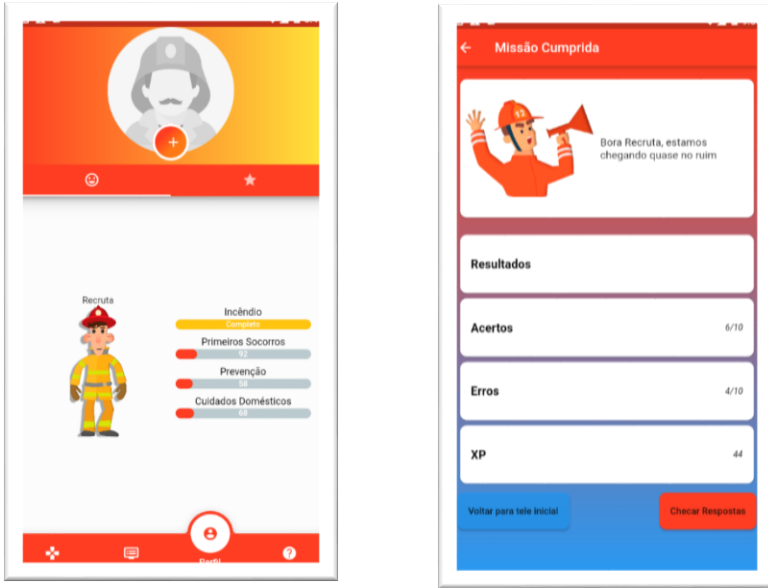 Recruta
Incêndio
Completo
Primeiros Socorros
92
Prevenção
58
Cuidados Domésticos
68
Perfil
Missão Cumprida
Bora Recruta, estamos
chegando quase no ruim
Resultados
Acertos
6/10
Erros
4/10
XP
44
Voltar para tele inicial
Checar Respostas